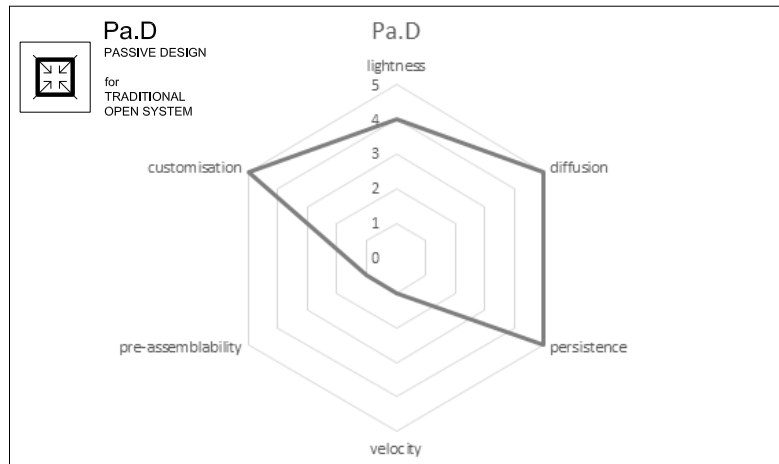 Pa.D
PASSIVE DESIGN
for
TRADITIONAL
OPEN SYSTEM
Pa.D
lightness
5
4
3
2
1
0
customisation
diffusion
pre-assemblability
persistence
velocity